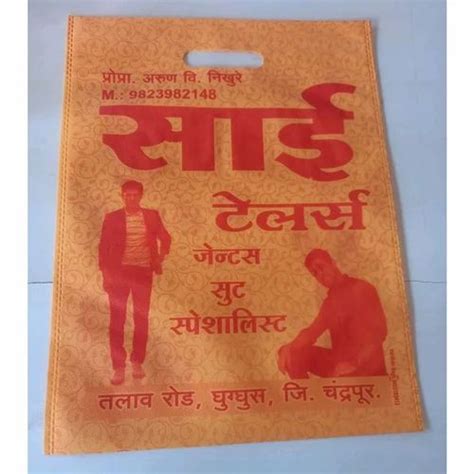 प्रोप्रा. अरुण वि. निखुरे
M.: 9823982148
साई
टेलर्स
जेन्टस
सुट
स्पेशालिस्ट
तलाव रोड, घुग्घुस, जि. चंद्रपूर.